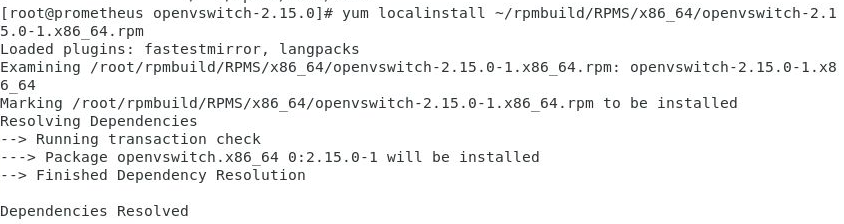 [root@prometheus openvswitch-2.15.0]# yum localinstall ~/rpmbuild/RPMS/x86_64/openvswitch-2.1
5.0-1.x86_64.rpm
Loaded plugins: fastestmirror, langpacks
Examining /root/rpmbuild/RPMS/x86_64/openvswitch-2.15.0-1.x86_64.rpm: openvswitch-2.15.0-1.x8
6_64
Marking /root/rpmbuild/RPMS/x86_64/openvswitch-2.15.0-1.x86_64.rpm to be installed
Resolving Dependencies
--> Running transaction check
---> Package openvswitch.x86_64 0:2.15.0-1 will be installed
--> Finished Dependency Resolution

Dependencies Resolved